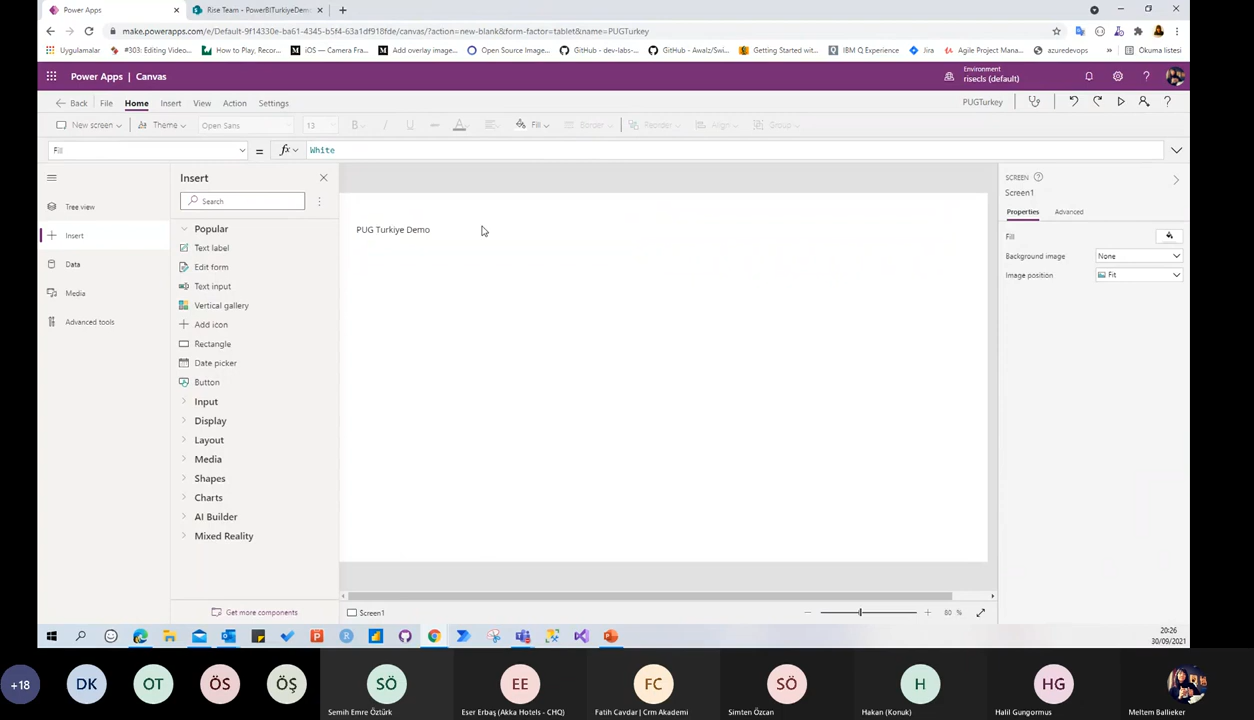 Power Apps
Rise Team - PowerBITurkiyeDem
make.powerapps.com/e/Default-9f14330e-ba61-4345-b5f4-63a1df918fde/canvas/?action=new-blank&form-factor=tablet&name=PUGTurkey
Uygulamalar
#303: Editing Video...
How to Play, Recor...
iOS — Camera Fra...
Add overlay image...
Open Source Image...
GitHub - dev-labs-...
GitHub - Awalz/Swi...
Getting Started wit...
IBM Q Experience
Jira
Agile Project Mana...
azuredevops
»
Okuma listesi
Power Apps | Canvas
Environment
risecls (default)
Back
File
Home
Insert
View
Action
Settings
PUGTurkey
New screen
Theme
Open Sans
13
B
I
U
A
Fill
Border
Reorder
Align
Group
Fill
=
fx
White
Tree view
Insert
Data
Media
Advanced tools
Insert
Search
Popular
Text label
Edit form
Text input
Vertical gallery
Add icon
Rectangle
Date picker
Button
Input
Display
Layout
Media
Shapes
Charts
AI Builder
Mixed Reality
Get more components
PUG Turkiye Demo
SCREEN
Screen1
Properties
Advanced
Fill
Background image
None
Image position
Fit
Screen1
80 %
20:26
30/09/2021
+18
DK
OT
ÖS
ÖŞ
SÖ
Semih Emre Öztürk
EE
Eser Erbaş (Akka Hotels - CHQ)
FC
Fatih Cavdar | Crm Akademi
SÖ
Simten Özcan
H
Hakan (Konuk)
HG
Halil Gungormus
Meltem Ballieker